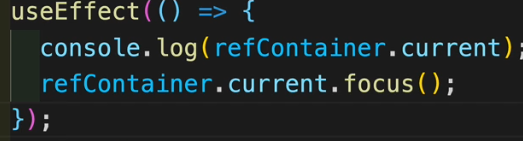 useEffect(() => {
  console.log(refContainer.current);
  refContainer.current.focus();
});